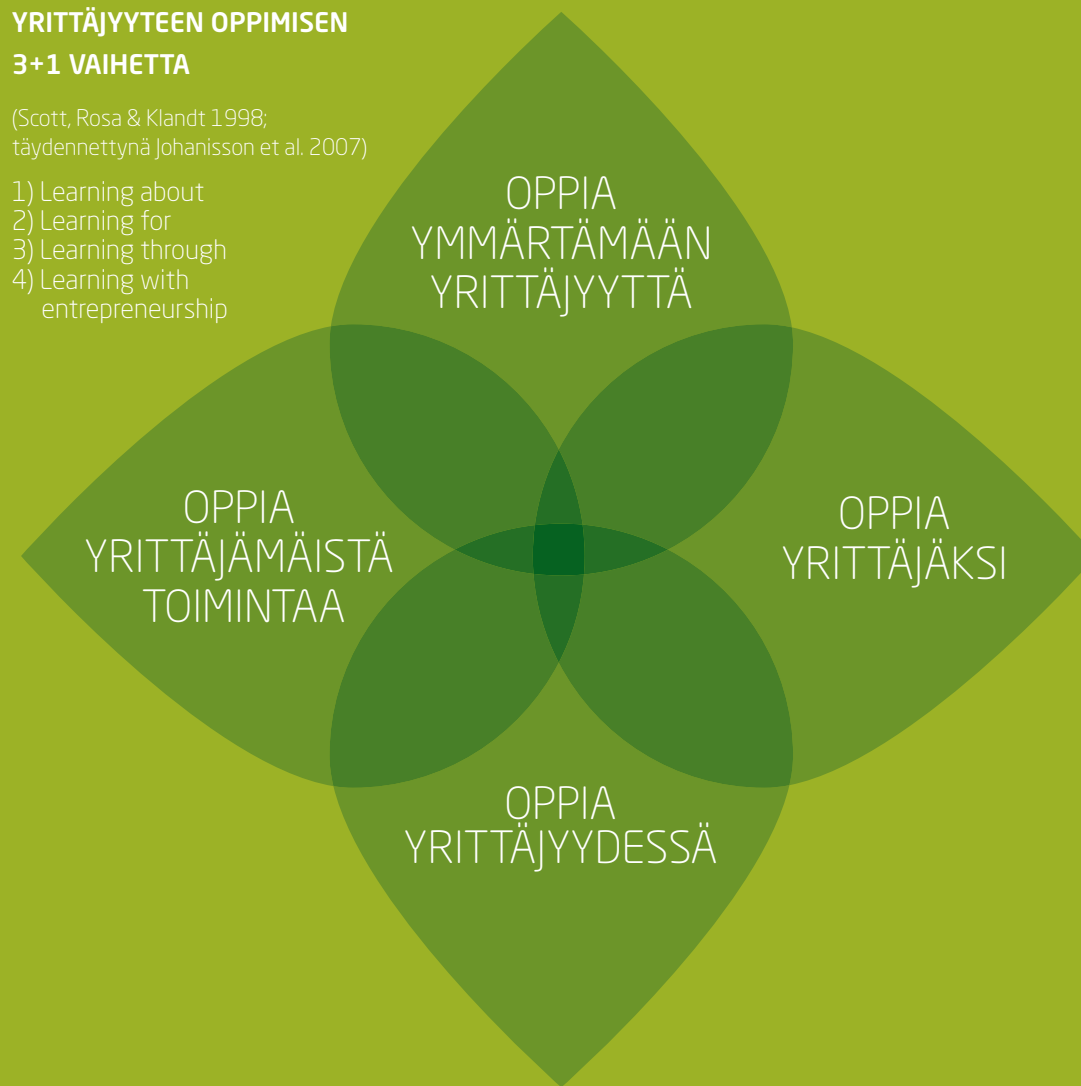 YRITTÄJYYTEEN OPPIMISEN
3+1 VAIHETTA
(Scott, Rosa & Klandt 1998;
täydennettynä Johanisson et al. 2007)
1) Learning about
2) Learning for
3) Learning through
4) Learning with
entrepreneurship
OPPIA
YMMÄRTÄMÄÄN
YRITTÄJYYTTÄ
OPPIA
YRITTÄJÄMÄISTÄ
TOIMINTAA
OPPIA
YRITTÄJÄKSI
OPPIA
YRITTÄJYYDESSÄ